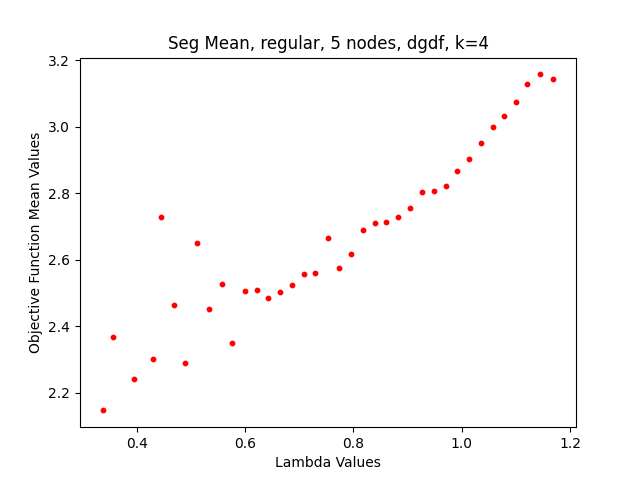 Seg Mean, regular, 5 nodes, dgdf, k=4
3.2
3.0
2.8
2.6
2.4
2.2
Objective Function Mean Values
0.4 0.6 0.8 1.0 1.2
Lambda Values